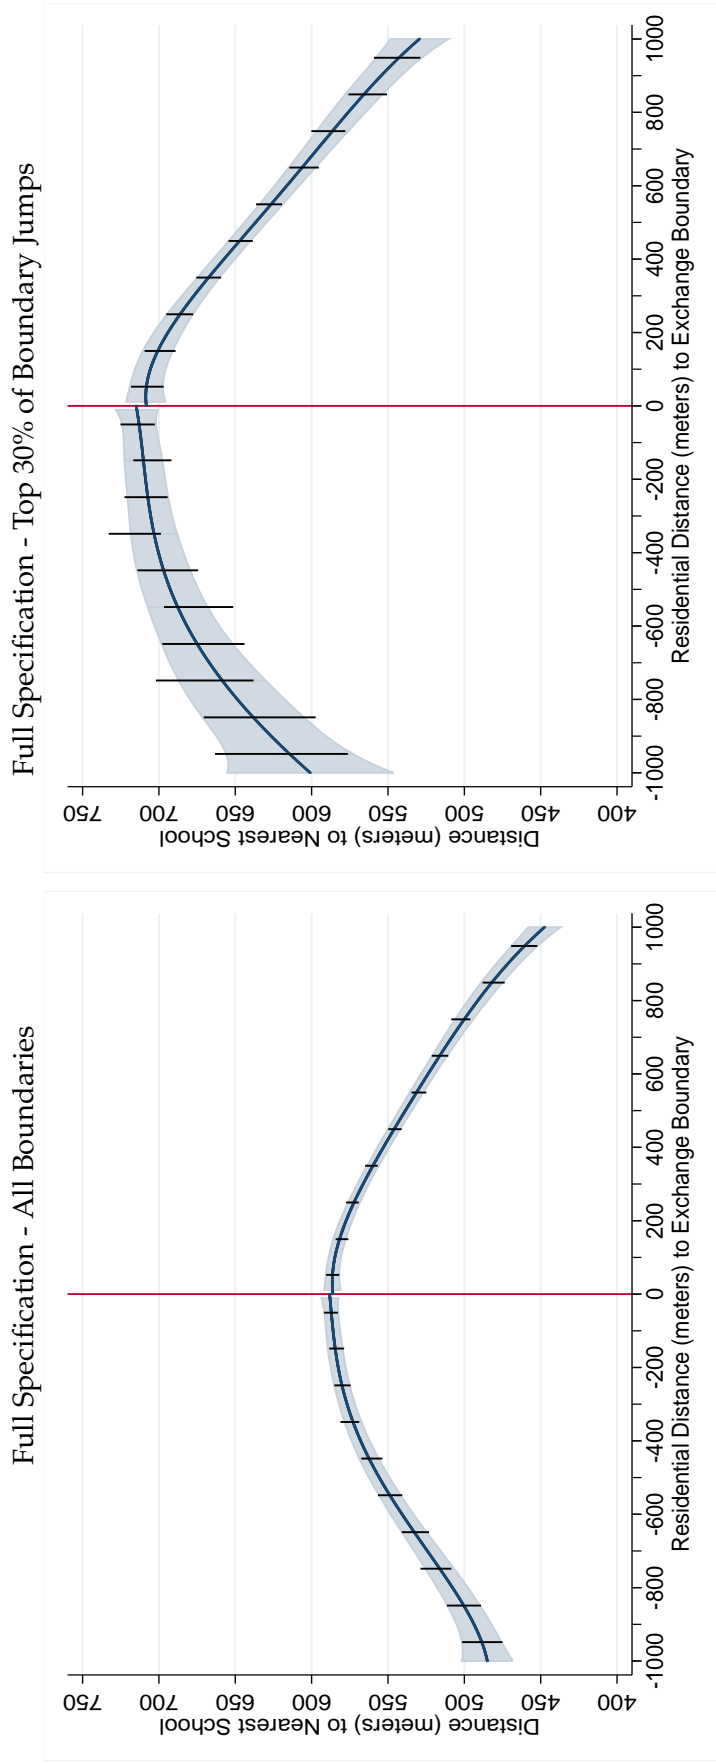 Full Specification - All Boundaries
Distance (meters) to Nearest School
750
700
650
600
550
500
450
400
-1000 -800 -600 -400 -200 0 200 400 600 800 1000
Residential Distance (meters) to Exchange Boundary
Full Specification - Top 30% of Boundary Jumps
Distance (meters) to Nearest School
750
700
650
600
550
500
450
400
-1000 -800 -600 -400 -200 0 200 400 600 800 1000
Residential Distance (meters) to Exchange Boundary